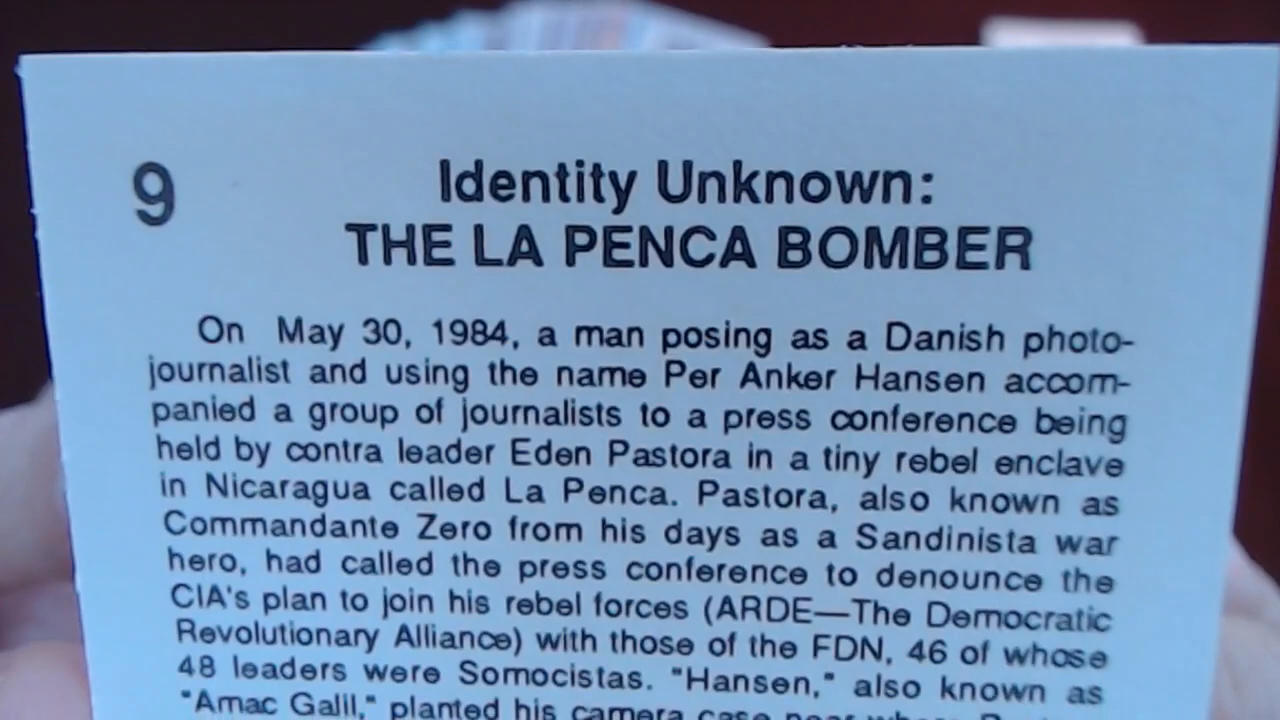 9
Identity Unknown:
THE LA PENCA BOMBER
On May 30, 1984, a man posing as a Danish photo-
journalist and using the name Per Anker Hansen accom-
panied a group of journalists to a press conference being
held by contra leader Eden Pastora in a tiny rebel enclave
in Nicaragua called La Penca. Pastora, also known as
Commandante Zero from his days as a Sandinista war
hero, had called the press conference to denounce the
CIA's plan to join his rebel forces (ARDE—The Democratic
Revolutionary Alliance) with those of the FDN, 46 of whose
48 leaders were Somocistas. "Hansen," also known as
"Amac Galil," planted his camera case near where